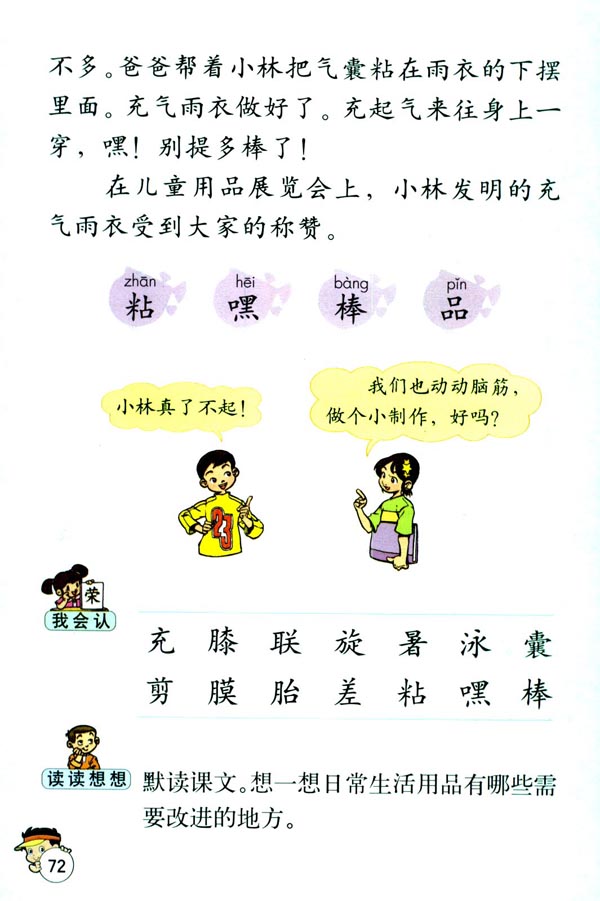 不多。爸爸帮着小林把气囊粘在雨衣的下摆
里面。充气雨衣做好了。充起气来往身上一
穿，嘿！别提多棒了！
在儿童用品展览会上，小林发明的充
气雨衣受到大家的称赞。
zhān hēi bàng pǐn
粘 嘿 棒 品
小林真了不起！
我们也动动脑筋，
做个小制作，好吗？
23
荣
我会认
充 膝 联 旋 暑 泳 囊
剪 膜 胎 差 粘 嘿 棒
读读想想
默读课文。想一想日常生活用品有哪些需
要改进的地方。
72